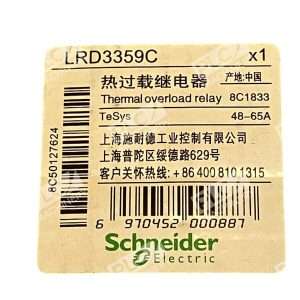 LRD3359C x1
热过载继电器 产地:中国
Thermal overload relay 8C1833
TeSys 48-65A
上海施耐德工业控制有限公司
上海普陀区绥德路629号
客户关怀热线:+86 400 810 1315
8C50127624
6 970452 000887
Schneider
Electric